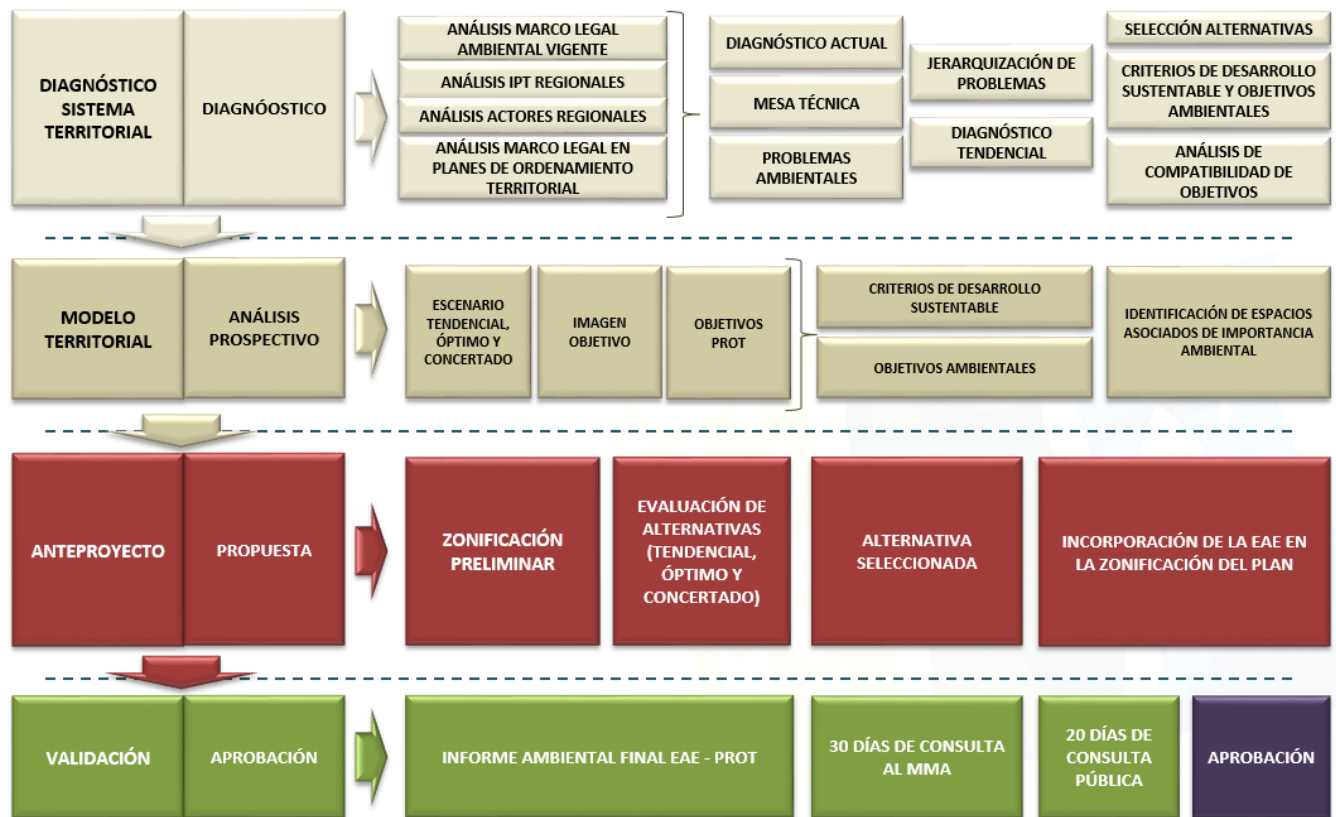 DIAGNÓSTICO
SISTEMA
TERRITORIAL
DIAGNÓOSTICO
ANÁLISIS MARCO LEGAL
AMBIENTAL VIGENTE
ANÁLISIS IPT REGIONALES
ANÁLISIS ACTORES REGIONALES
ANÁLISIS MARCO LEGAL EN
PLANES DE ORDENAMIENTO
TERRITORIAL
DIAGNÓSTICO ACTUAL
MESA TÉCNICA
PROBLEMAS
AMBIENTALES
JERARQUIZACIÓN DE
PROBLEMAS
DIAGNÓSTICO
TENDENCIAL
SELECCIÓN ALTERNATIVAS
CRITERIOS DE DESARROLLO
SUSTENTABLE Y OBJETIVOS
AMBIENTALES
ANÁLISIS DE
COMPATIBILIDAD DE
OBJETIVOS
MODELO
TERRITORIAL
ANÁLISIS
PROSPECTIVO
ESCENARIO
TENDENCIAL,
ÓPTIMO Y
CONCERTADO
IMAGEN
OBJETIVO
OBJETIVOS
PROT
CRITERIOS DE DESARROLLO
SUSTENTABLE
OBJETIVOS AMBIENTALES
IDENTIFICACIÓN DE ESPACIOS
ASOCIADOS DE IMPORTANCIA
AMBIENTAL
ANTEPROYECTO
PROPUESTA
ZONIFICACIÓN
PRELIMINAR
EVALUACIÓN DE
ALTERNATIVAS
(TENDENCIAL,
ÓPTIMO Y
CONCERTADO)
ALTERNATIVA
SELECCIONADA
INCORPORACIÓN DE LA EAE EN
LA ZONIFICACIÓN DEL PLAN
VALIDACIÓN
APROBACIÓN
INFORME AMBIENTAL FINAL EAE - PROT
30 DÍAS DE CONSULTA
AL MMA
20 DÍAS DE
CONSULTA
PÚBLICA
APROBACIÓN